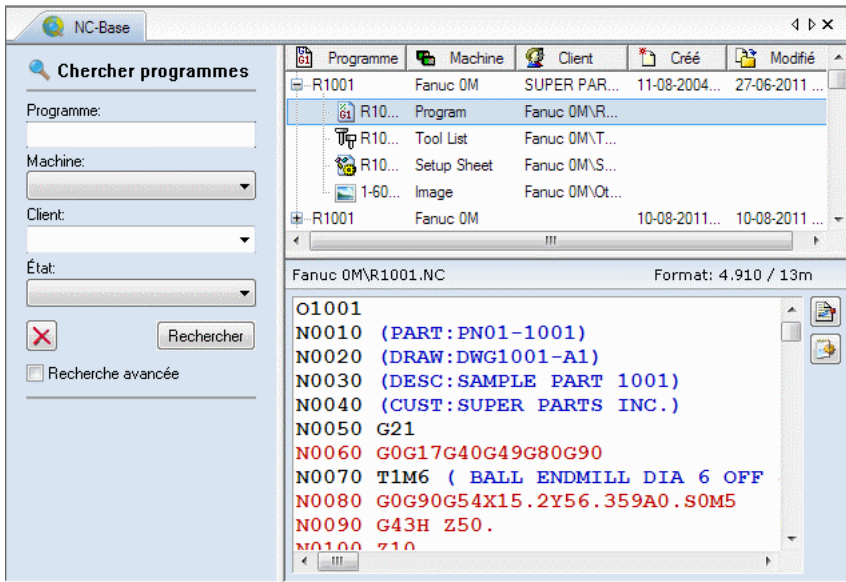 NC-Base
Chercher programmes
Programme:
Machine:
Client:
État:
Rechercher
Recherche avancée
Programme Machine Client Créé Modifié
R1001 Fanuc 0M SUPER PAR... 11-08-2004... 27-06-2011 ...
R10... Program Fanuc 0M\R...
R10... Tool List Fanuc 0M\T...
R10... Setup Sheet Fanuc 0M\S...
1-60... Image Fanuc 0M\Ot...
R1001 Fanuc 0M 10-08-2011... 10-08-2011 ...
Fanuc 0M\R1001.NC Format: 4.910 / 13m
O1001
N0010 (PART:PN01-1001)
N0020 (DRAW:DWG1001-A1)
N0030 (DESC:SAMPLE PART 1001)
N0040 (CUST:SUPER PARTS INC.)
N0050 G21
N0060 G0G17G40G49G80G90
N0070 T1M6 ( BALL ENDMILL DIA 6 OFF
N0080 G0G90G54X15.2Y56.359A0.S0M5
N0090 G43H Z50.
N0100 Z10